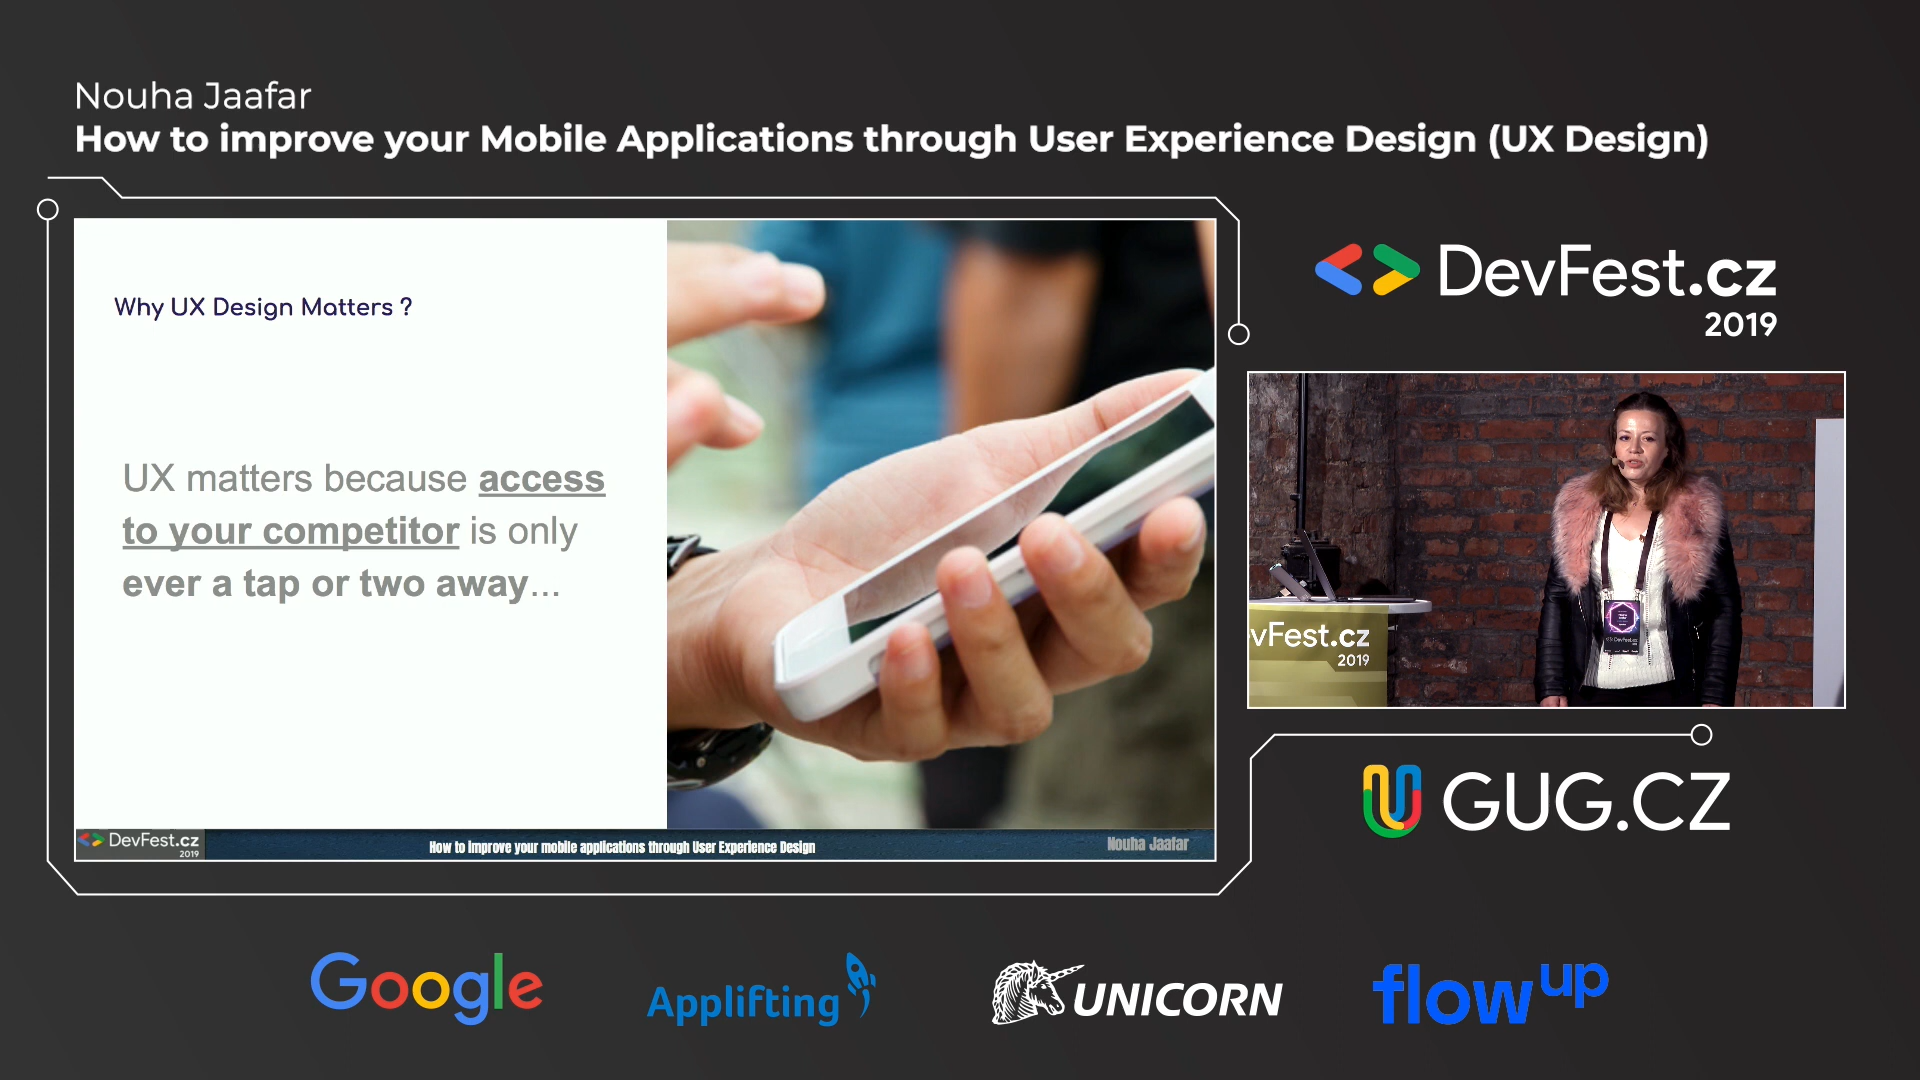 Nouha Jaafar
How to improve your Mobile Applications through User Experience Design (UX Design)
Why UX Design Matters ?
UX matters because access
to your competitor is only
ever a tap or two away...
DevFest.cz
2019
How to improve your mobile applications through User Experience Design
Nouha Jaafar
DevFest.cz
2019
vFest.cz
2019
GUG.CZ
Google
Applifting
UNICORN
flowup